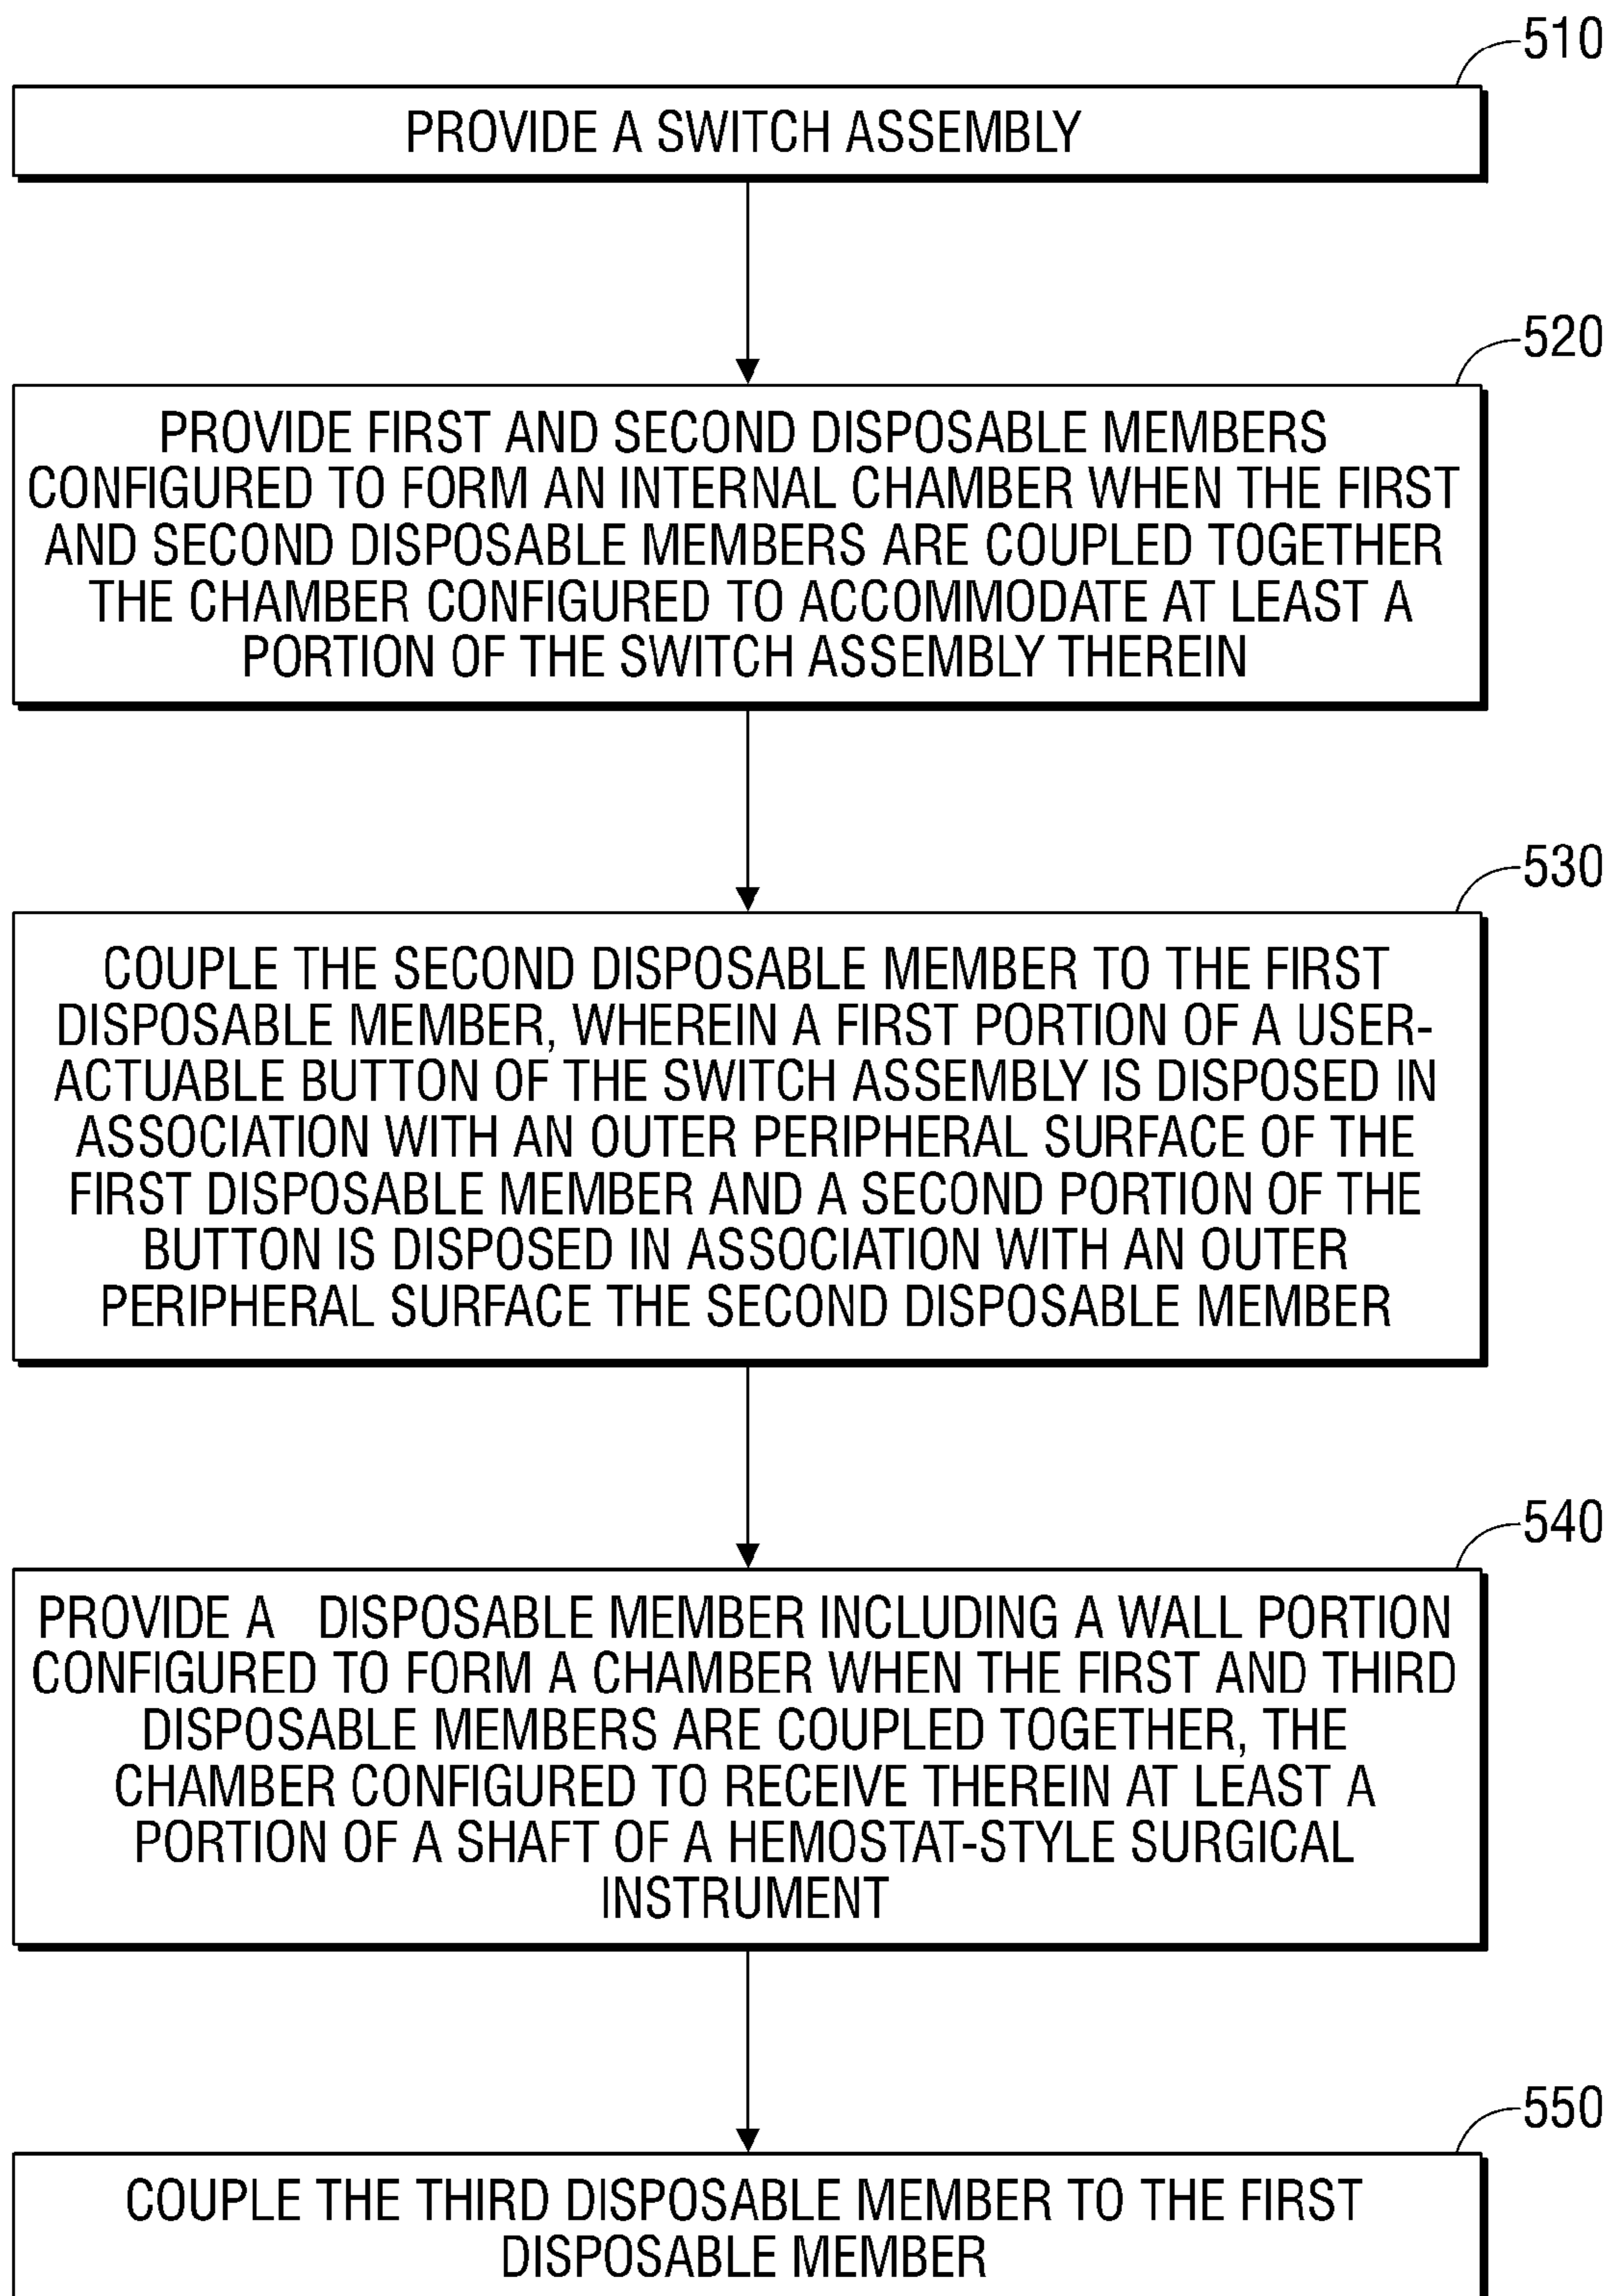 510
PROVIDE A SWITCH ASSEMBLY
520
PROVIDE FIRST AND SECOND DISPOSABLE MEMBERS
CONFIGURED TO FORM AN INTERNAL CHAMBER WHEN THE FIRST
AND SECOND DISPOSABLE MEMBERS ARE COUPLED TOGETHER
THE CHAMBER CONFIGURED TO ACCOMMODATE AT LEAST A
PORTION OF THE SWITCH ASSEMBLY THEREIN
530
COUPLE THE SECOND DISPOSABLE MEMBER TO THE FIRST
DISPOSABLE MEMBER, WHEREIN A FIRST PORTION OF A USER-
ACTUABLE BUTTON OF THE SWITCH ASSEMBLY IS DISPOSED IN
ASSOCIATION WITH AN OUTER PERIPHERAL SURFACE OF THE
FIRST DISPOSABLE MEMBER AND A SECOND PORTION OF THE
BUTTON IS DISPOSED IN ASSOCIATION WITH AN OUTER
PERIPHERAL SURFACE THE SECOND DISPOSABLE MEMBER
540
PROVIDE A DISPOSABLE MEMBER INCLUDING A WALL PORTION
CONFIGURED TO FORM A CHAMBER WHEN THE FIRST AND THIRD
DISPOSABLE MEMBERS ARE COUPLED TOGETHER, THE
CHAMBER CONFIGURED TO RECEIVE THEREIN AT LEAST A
PORTION OF A SHAFT OF A HEMOSTAT-STYLE SURGICAL
INSTRUMENT
550
COUPLE THE THIRD DISPOSABLE MEMBER TO THE FIRST
DISPOSABLE MEMBER